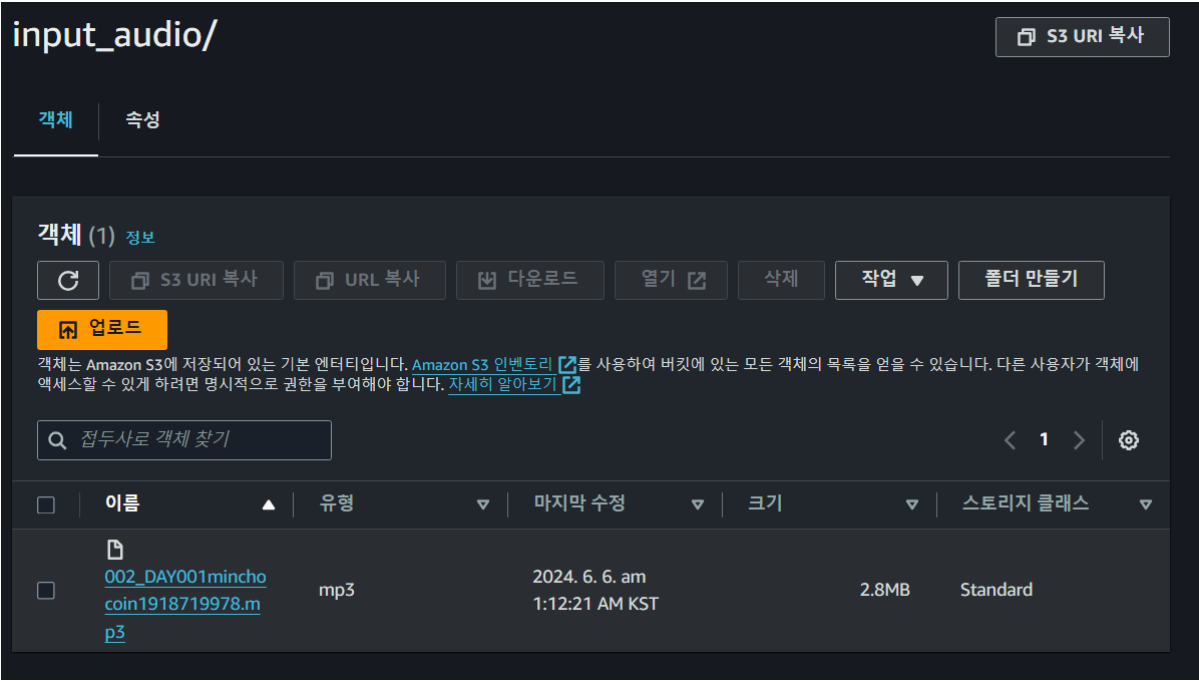 input_audio/
S3 URI 복사
객체
속성
객체 (1) 정보
S3 URI 복사
URL 복사
다운로드
열기
삭제
작업
폴더 만들기
업로드
객체는 Amazon S3에 저장되어 있는 기본 엔터티입니다. Amazon S3 인벤토리를 사용하여 버킷에 있는 모든 객체의 목록을 얻을 수 있습니다. 다른 사용자가 객체에
액세스할 수 있게 하려면 명시적으로 권한을 부여해야 합니다. 자세히 알아보기
접두사로 객체 찾기
1
이름
유형
마지막 수정
크기
스토리지 클래스
002_DAY001mincho
coin1918719978.m
p3
mp3
2024. 6. 6. am
1:12:21 AM KST
2.8MB
Standard